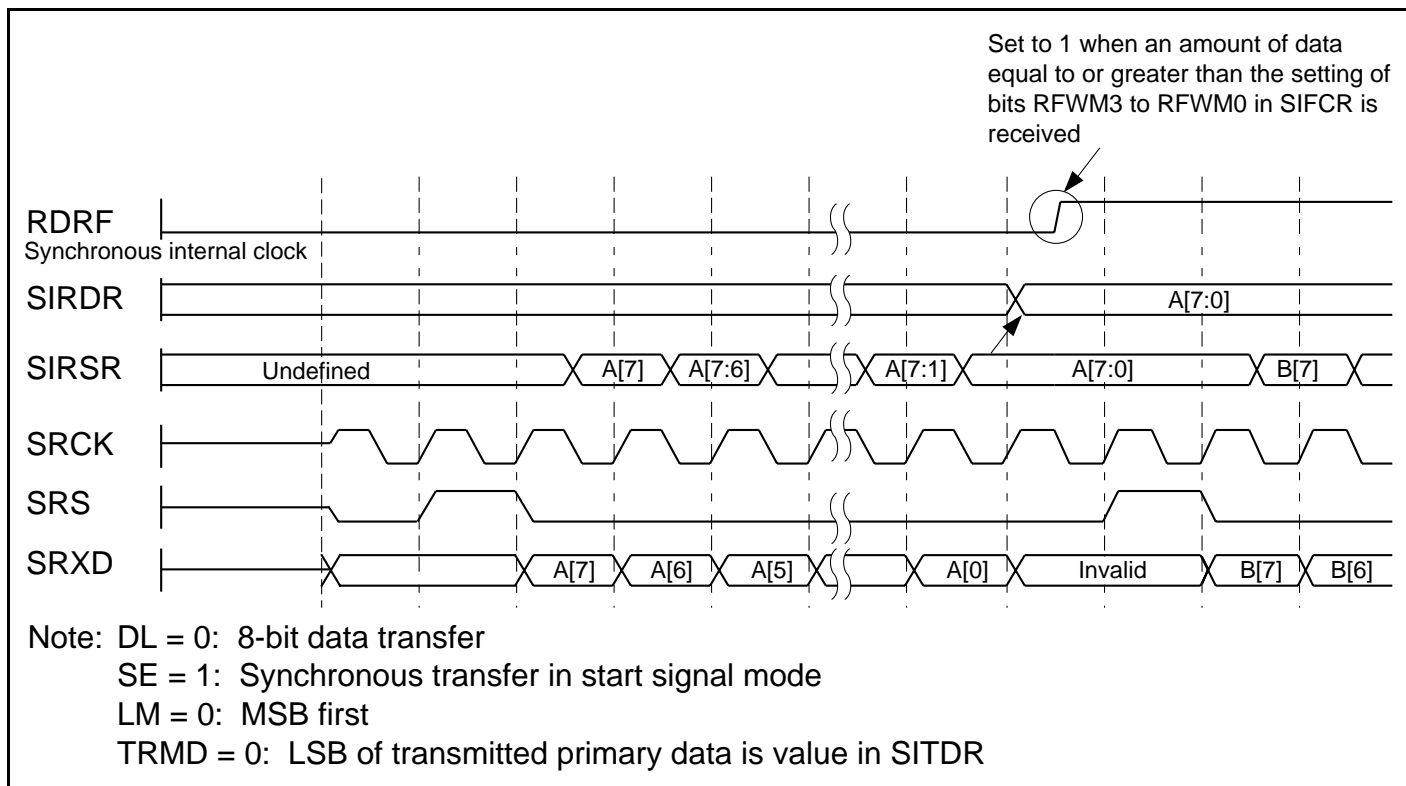 Set to 1 when an amount of data
equal to or greater than the setting of
bits RFWM3 to RFWM0 in SIFCR is
received
RDRF
Synchronous internal clock
SIRDR
A[7:0]
SIRSR
Undefined
A[7]
A[7:6]
A[7:1]
A[7:0]
B[7]
SRCK
SRS
SRXD
A[7]
A[6]
A[5]
A[0]
Invalid
B[7]
B[6]
Note: DL = 0: 8-bit data transfer
SE = 1: Synchronous transfer in start signal mode
LM = 0: MSB first
TRMD = 0: LSB of transmitted primary data is value in SITDR